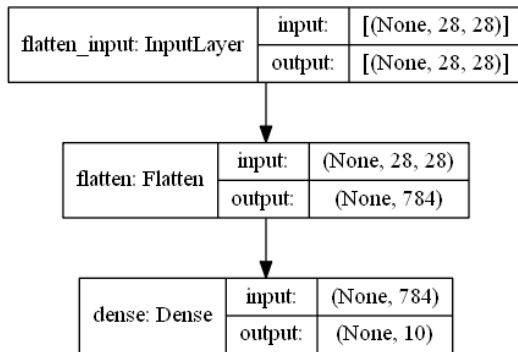 flatten_input: InputLayer
input: [(None, 28, 28)]
output: [(None, 28, 28)]
flatten: Flatten
input: (None, 28, 28)
output: (None, 784)
dense: Dense
input: (None, 784)
output: (None, 10)